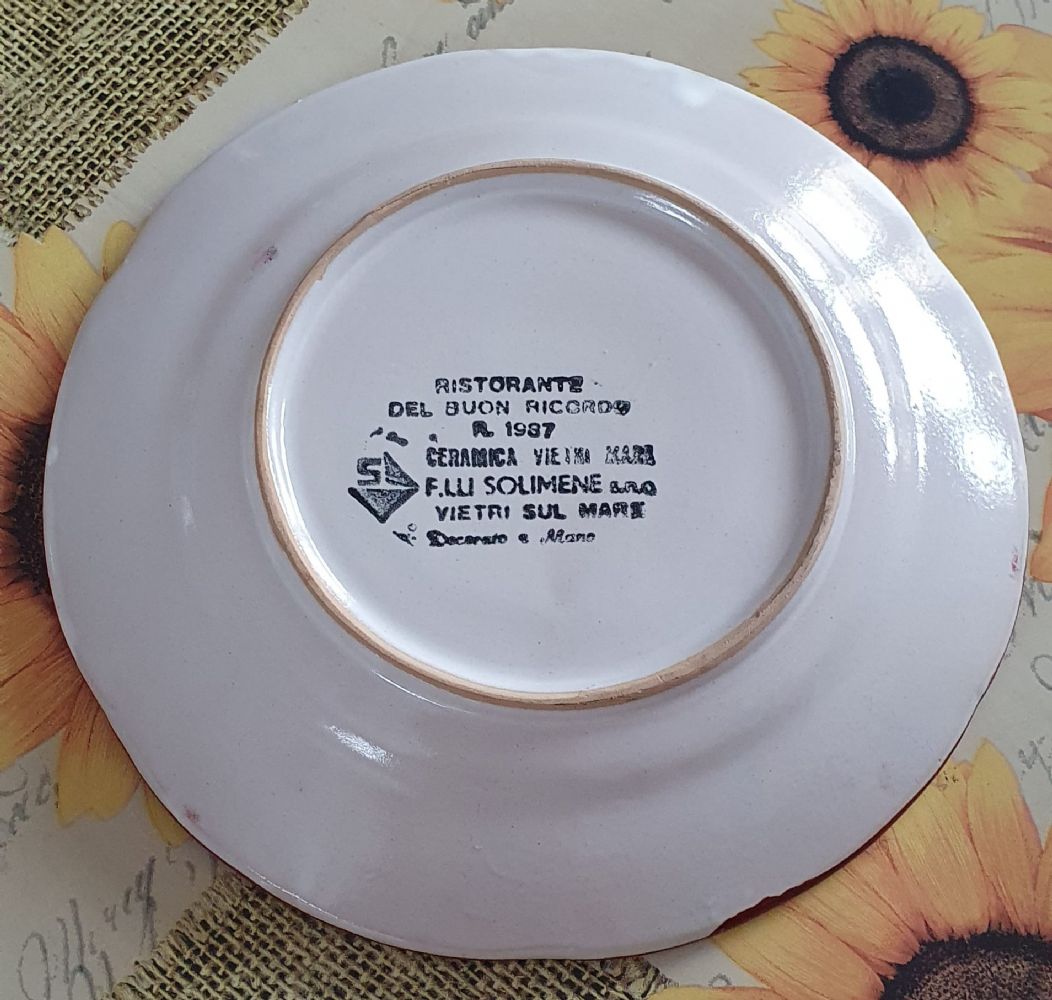 RISTORANTE
DEL BUON RICORDO
R. 1987
CERAMICA VIETRI MARE
S
F.LLI SOLIMENE s.n.c
VIETRI SUL MARE
Decorato a Mano